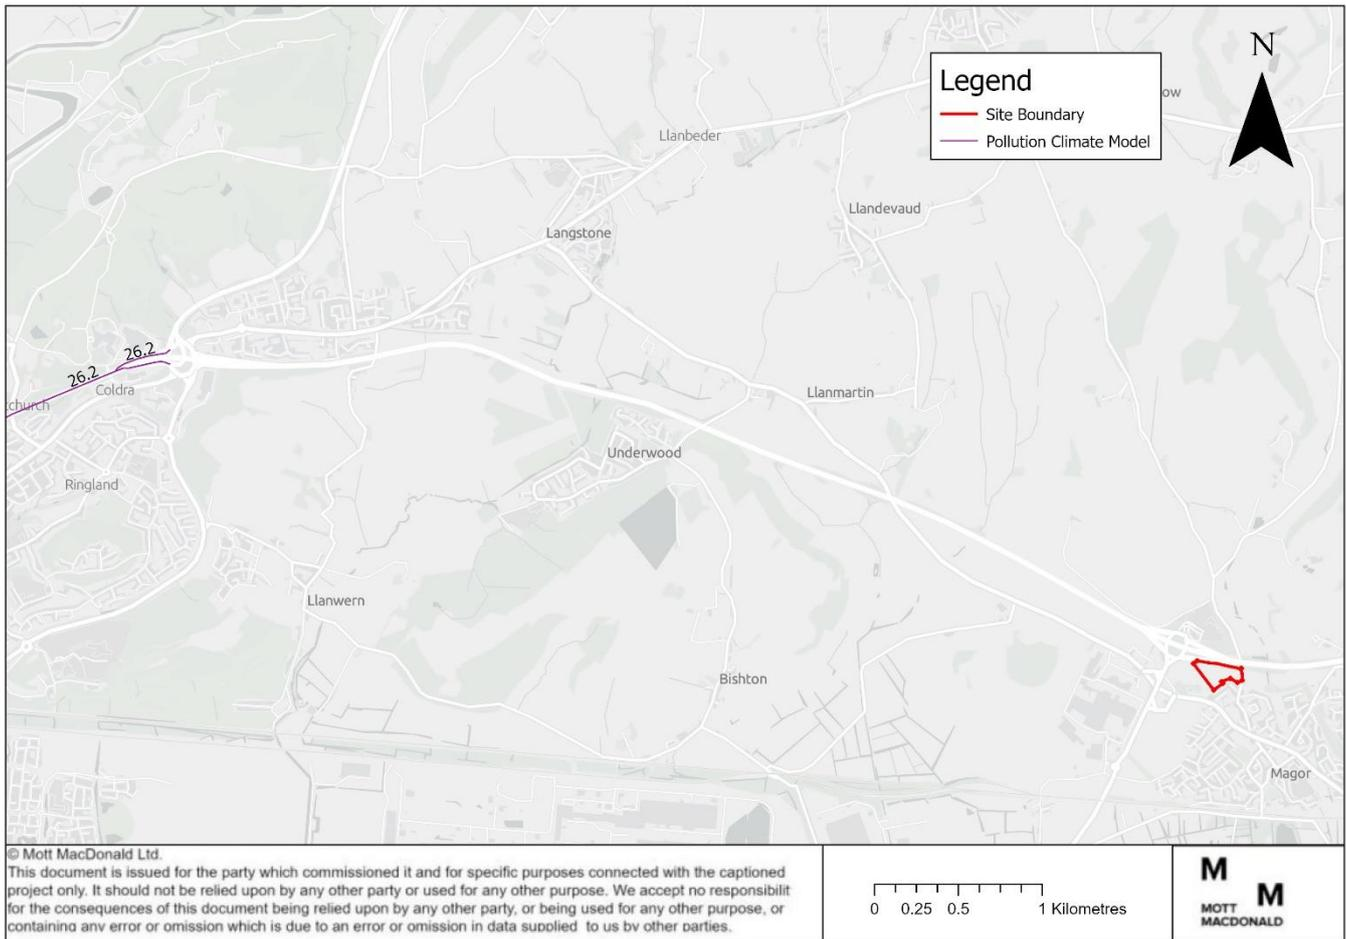 N
Legend
Site Boundary
Pollution Climate Model
ow
Llanbeder
Llandevaud
Langstone
26.2
26.2
Coldra
church
Llanmartin
Underwood
Ringland
Llanwern
Bishton
Magor
© Mott MacDonald Ltd.
This document is issued for the party which commissioned it and for specific purposes connected with the captioned
project only. It should not be relied upon by any other party or used for any other purpose. We accept no responsibilit
for the consequences of this document being relied upon by any other party, or being used for any other purpose, or
containing any error or omission which is due to an error or omission in data supplied to us by other parties.
0 0.25 0.5 1 Kilometres
M
M
MOTT
MACDONALD